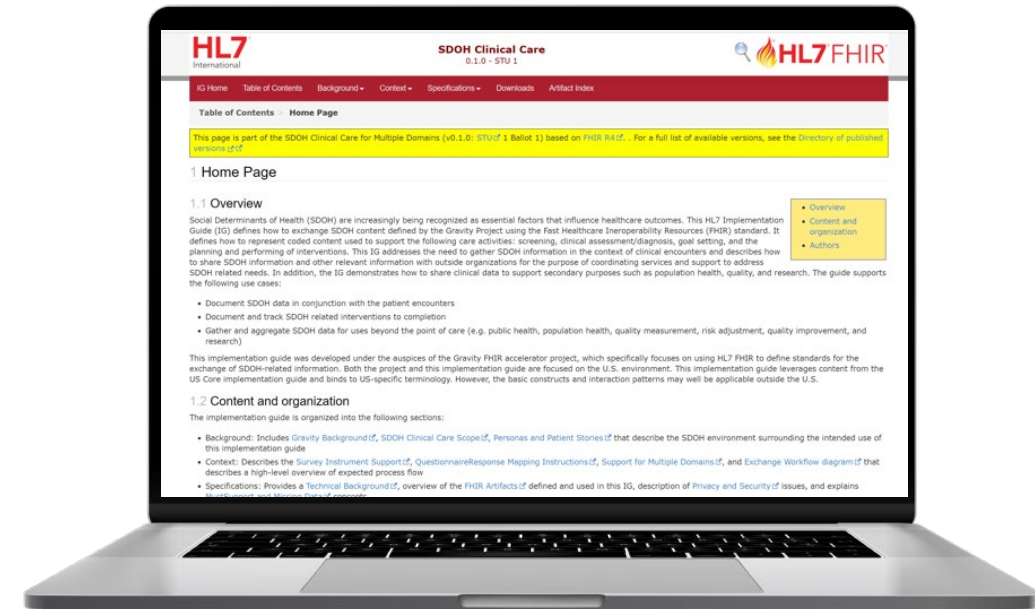 HL7
International
SDOH Clinical Care
0.1.0 - STU 1
HL7 FHIR®
IG Home Table of Contents Background Context Specifications Downloads Artifact Index
Table of Contents > Home Page
This page is part of the SDOH Clinical Care for Multiple Domains (v0.1.0: STU 1 Ballot 1) based on FHIR R4. . For a full list of available versions, see the Directory of published
versions
1 Home Page
1.1 Overview
Social Determinants of Health (SDOH) are increasingly being recognized as essential factors that influence healthcare outcomes. This HL7 Implementation
Guide (IG) defines how to exchange SDOH content defined by the Gravity Project using the Fast Healthcare Ineroperability Resources (FHIR) standard. It
defines how to represent coded content used to support the following care activities: screening, clinical assessment/diagnosis, goal setting, and the
planning and performing of interventions. This IG addresses the need to gather SDOH information in the context of clinical encounters and describes how
to share SDOH information and other relevant information with outside organizations for the purpose of coordinating services and support to address
SDOH related needs. In addition, the IG demonstrates how to share clinical data to support secondary purposes such as population health, quality, and research. The guide supports
the following use cases:
• Overview
• Content and
organization
• Authors
• Document SDOH data in conjunction with the patient encounters
• Document and track SDOH related interventions to completion
• Gather and aggregate SDOH data for uses beyond the point of care (e.g. public health, population health, quality measurement, risk adjustment, quality improvement, and
research)
This implementation guide was developed under the auspices of the Gravity FHIR accelerator project, which specifically focuses on using HL7 FHIR to define standards for the
exchange of SDOH-related information. Both the project and this implementation guide are focused on the U.S. environment. This implementation guide leverages content from the
US Core implementation guide and binds to US-specific terminology. However, the basic constructs and interaction patterns may well be applicable outside the U.S.
1.2 Content and organization
The implementation guide is organized into the following sections:
• Background: Includes Gravity Background, SDOH Clinical Care Scope, Personas and Patient Stories that describe the SDOH environment surrounding the intended use of
this implementation guide
• Context: Describes the Survey Instrument Support, QuestionnaireResponse Mapping Instructions, Support for Multiple Domains, and Exchange Workflow diagram that
describes a high-level overview of expected process flow
• Specifications: Provides a Technical Background, overview of the FHIR Artifacts defined and used in this IG, description of Privacy and Security issues, and explains
MustSupport and Missing Data concepts